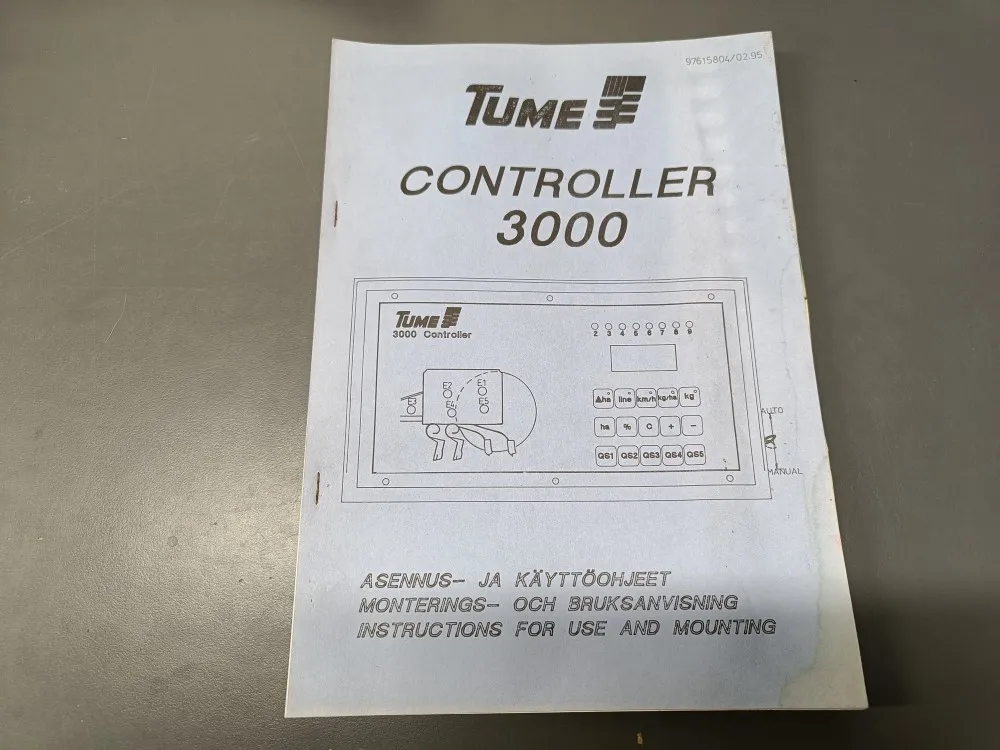 97615804/02.95
TUME
CONTROLLER
3000
TUME
3000 Controller
2 3 4 5 6 7 8 9
E2 E1
E3 E4 E5
▲ha line km/h kg/ha kg
ha % C + -
QS1 QS2 QS3 QS4 QS5
AUTO
MANUAL
ASENNUS- JA KÄYTTÖOHJEET
MONTERINGS- OCH BRUKSANVISNING
INSTRUCTIONS FOR USE AND MOUNTING